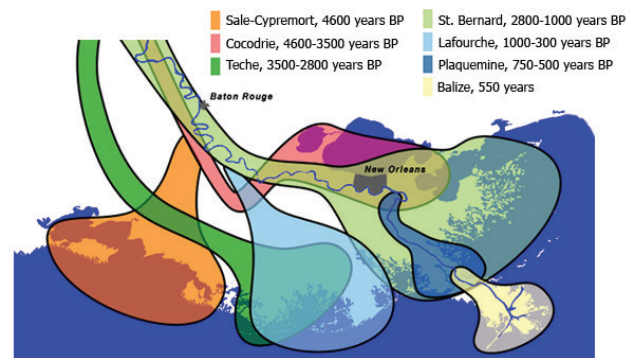 Sale-Cypremort, 4600 years BP
Cocodrie, 4600-3500 years BP
Teche, 3500-2800 years BP
St. Bernard, 2800-1000 years BP
Lafourche, 1000-300 years BP
Plaquemine, 750-500 years BP
Balize, 550 years
Baton Rouge
New Orleans